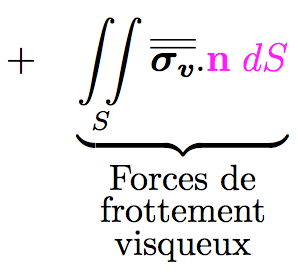 + ∬_S \overline{\overline{σ_v}}.n dS
Forces de
frottement
visqueux